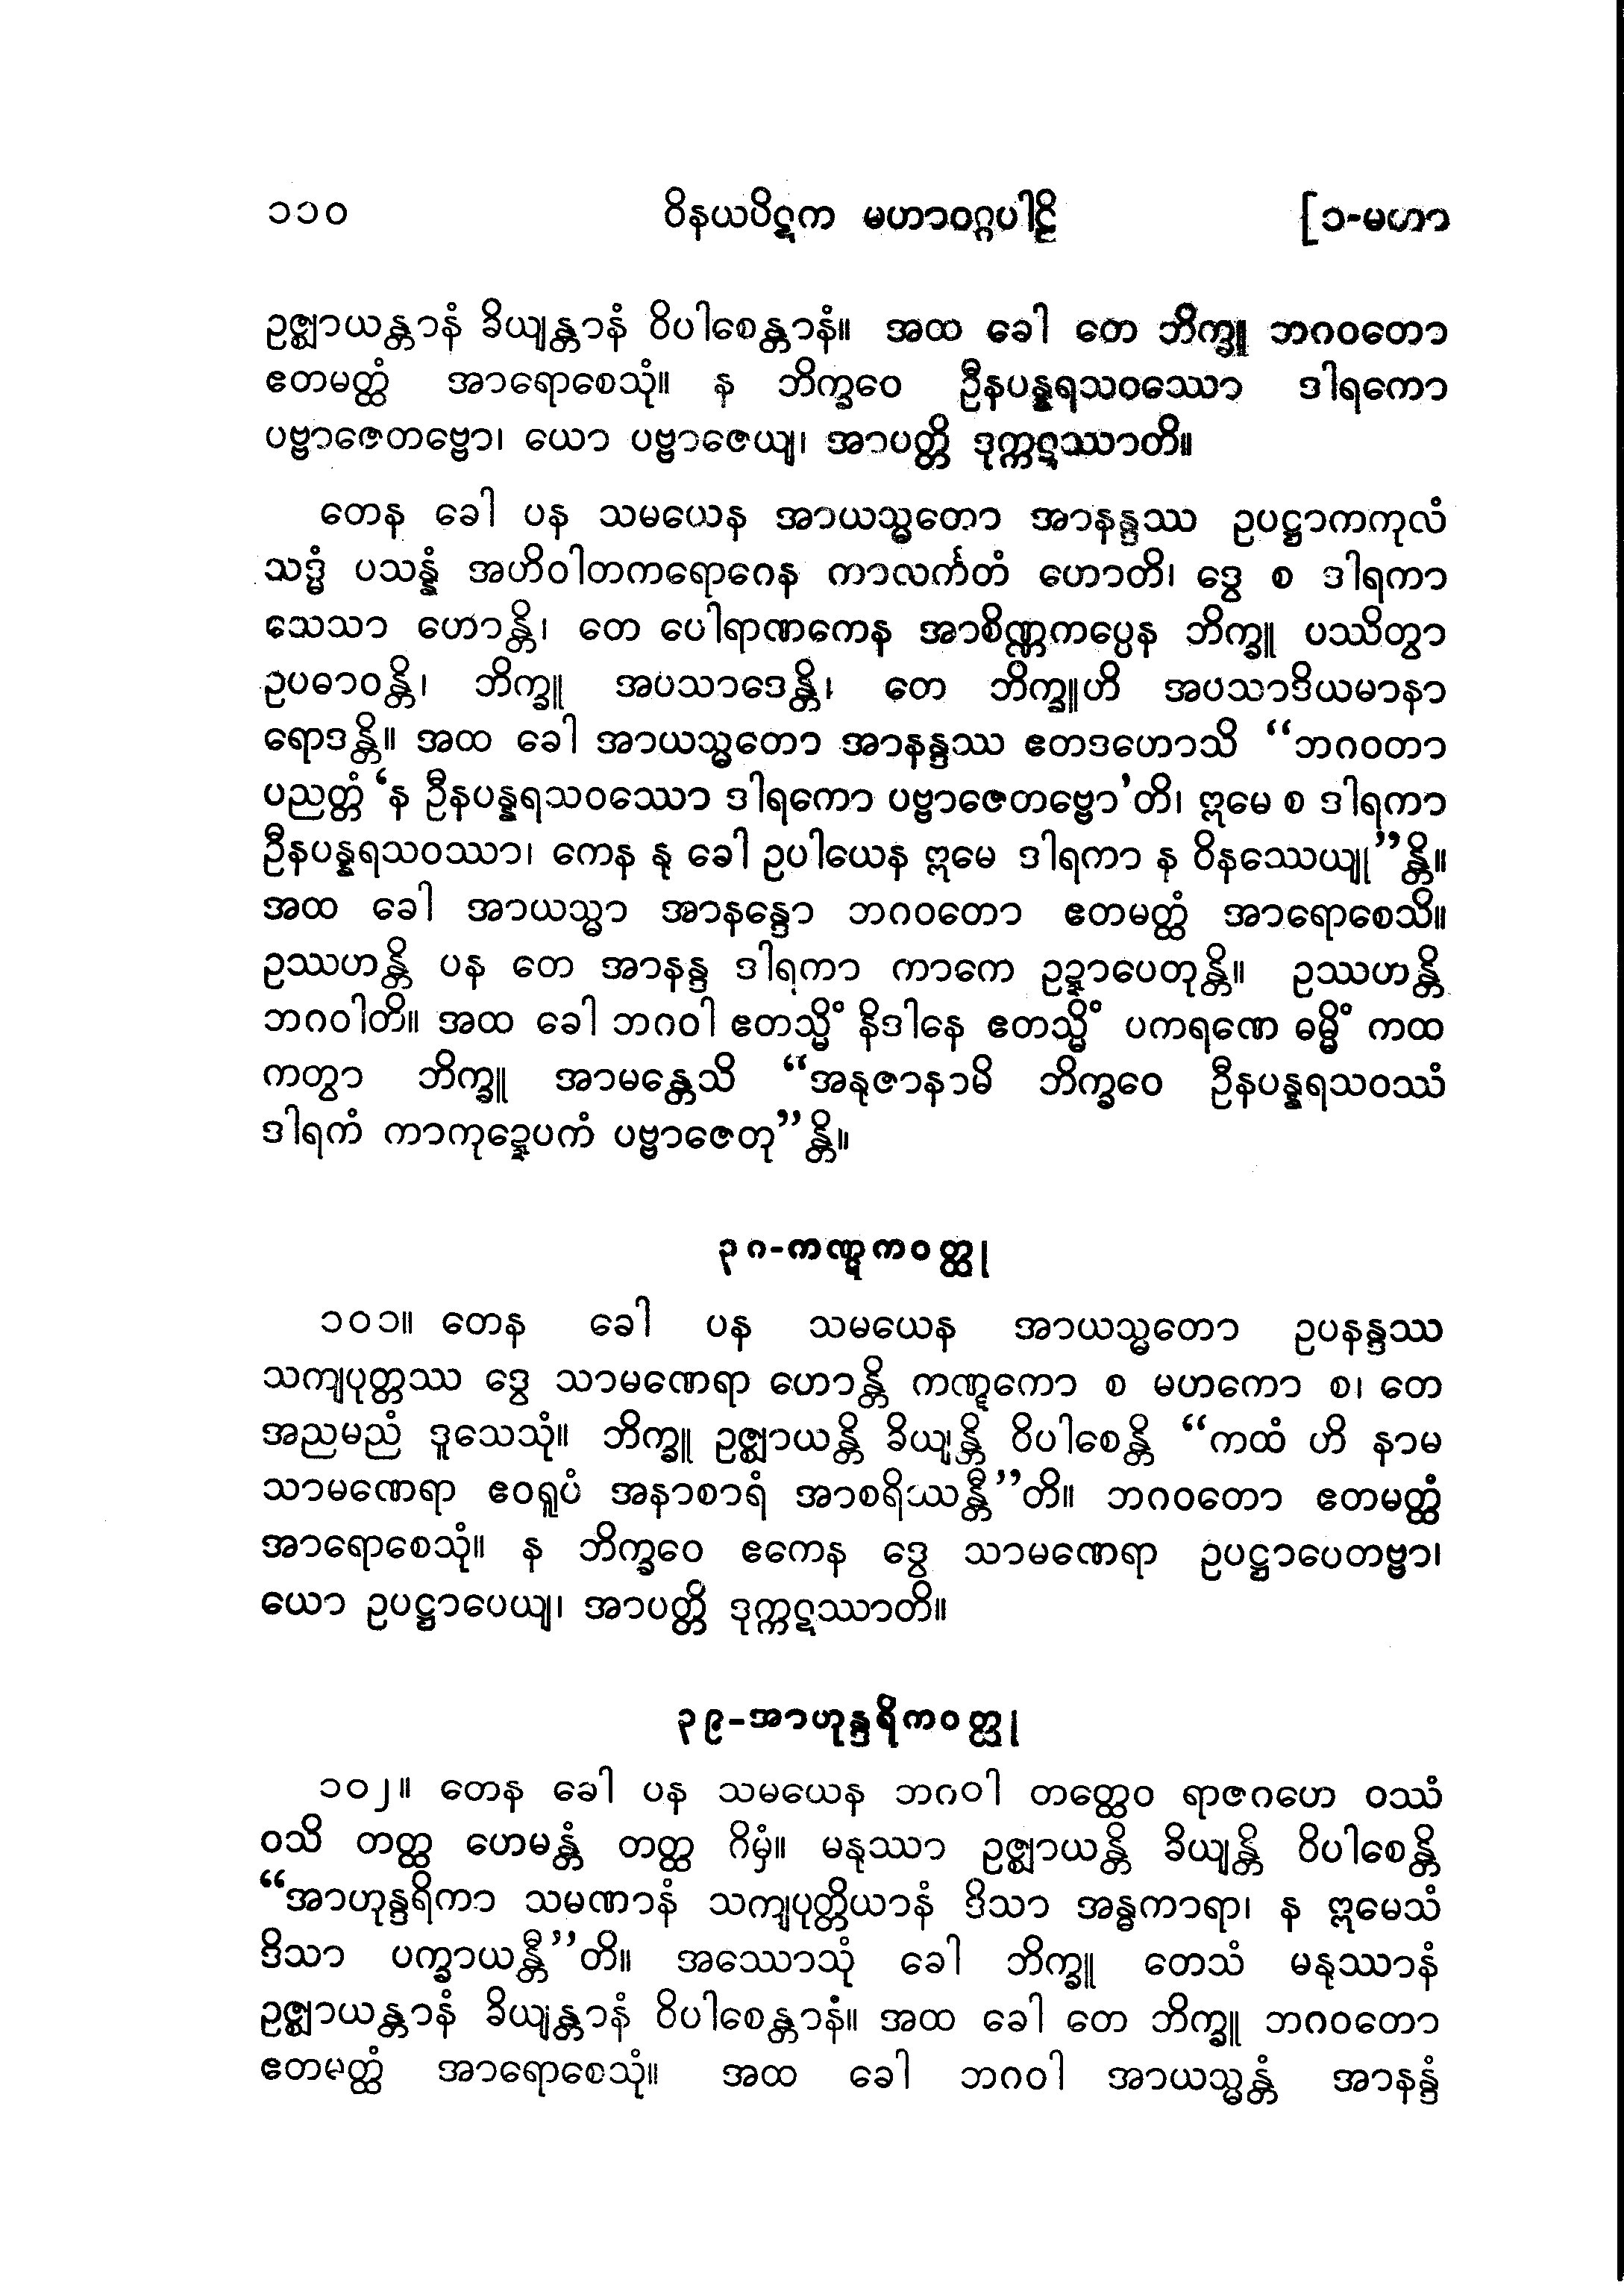 ၁၁၀ ဝိနယပိဋက မဟာဝဂ္ဂပါဠိ [၁-မဟာ
ဥဇ္ဈာယန္တာနံ ခိယျန္တာနံ ဝိပါစေန္တာနံ။ အထ ခေါ တေ ဘိက္ခူ ဘဂဝတော
ဧတမတ္ထံ အာရောစေသုံ။ န ဘိက္ခဝေ ဦနပန္နရသဝဿော ဒါရကော
ပဗ္ဗာဇေတဗ္ဗော၊ ယော ပဗ္ဗာဇေယျ၊ အာပတ္တိ ဒုက္ကဋဿာတိ။
တေန ခေါ ပန သမယေန အာယသ္မတော အာနန္ဒဿ ဥပဋ္ဌာကကုလံ
သဒ္ဓံ ပသန္နံ အဟိဝါတကရောဂေန ကာလင်္ကတံ ဟောတိ၊ ဒွေ စ ဒါရကာ
သေသာ ဟောန္တိ၊ တေ ပေါရာဏကေန အာစိဏ္ဏကပ္ပေန ဘိက္ခူ ပဿိတွာ
ဥပဓာဝန္တိ၊ ဘိက္ခူ အပသာဒေန္တိ၊ တေ ဘိက္ခူဟိ အပသာဒိယမာနာ
ရောဒန္တိ။ အထ ခေါ အာယသ္မတော အာနန္ဒဿ ဧတဒဟောသိ “ဘဂဝတာ
ပညတ္တံ ‘န ဦနပန္နရသဝဿော ဒါရကော ပဗ္ဗာဇေတဗ္ဗော’တိ၊ ဣမေ စ ဒါရကာ
ဦနပန္နရသဝဿာ၊ ကေန နု ခေါ ဥပါယေန ဣမေ ဒါရကာ န ဝိနဿေယျု”န္တိ။
အထ ခေါ အာယသ္မာ အာနန္ဒော ဘဂဝတော ဧတမတ္ထံ အာရောစေသိ။
ဥဿဟန္တိ ပန တေ အာနန္ဒ ဒါရကာ ကာကေ ဥဍ္ဍာပေတုန္တိ။ ဥဿဟန္တိ
ဘဂဝါတိ။ အထ ခေါ ဘဂဝါ ဧတသ္မိံ နိဒါနေ ဧတသ္မိံ ပကရဏေ ဓမ္မိံ ကထ
ကတွာ ဘိက္ခူ အာမန္တေသိ “အနုဇာနာမိ ဘိက္ခဝေ ဦနပန္နရသဝဿံ
ဒါရကံ ကာကုဍ္ဍေပကံ ပဗ္ဗာဇေတု”န္တိ။
၃၈-ကဏ္ဋကဝတ္ထု
၁၀၁။ တေန ခေါ ပန သမယေန အာယသ္မတော ဥပနန္ဒဿ
သကျပုတ္တဿ ဒွေ သာမဏေရာ ဟောန္တိ ကဏ္ဋကော စ မဟကော စ၊ တေ
အညမညံ ဒူသေသုံ။ ဘိက္ခူ ဥဇ္ဈာယန္တိ ခိယျန္တိ ဝိပါစေန္တိ “ကထံ ဟိ နာမ
သာမဏေရာ ဧဝရူပံ အနာစာရံ အာစရိဿန္တီ”တိ။ ဘဂဝတော ဧတမတ္ထံ
အာရောစေသုံ။ န ဘိက္ခဝေ ဧကေန ဒွေ သာမဏေရာ ဥပဋ္ဌာပေတဗ္ဗာ၊
ယော ဥပဋ္ဌာပေယျ၊ အာပတ္တိ ဒုက္ကဋဿာတိ။
၃၉-အာဟုန္ဒရိကဝတ္ထု
၁၀၂။ တေန ခေါ ပန သမယေန ဘဂဝါ တတ္ထေဝ ရာဇဂဟေ ဝဿံ
ဝသိ တတ္ထ ဟေမန္တံ တတ္ထ ဂိမှံ။ မနုဿာ ဥဇ္ဈာယန္တိ ခိယျန္တိ ဝိပါစေန္တိ
“အာဟုန္ဒရိကာ သမဏာနံ သကျပုတ္တိယာနံ ဒိသာ အန္ဓကာရာ၊ န ဣမေသံ
ဒိသာ ပက္ခာယန္တီ”တိ။ အဿောသုံ ခေါ ဘိက္ခူ တေသံ မနုဿာနံ
ဥဇ္ဈာယန္တာနံ ခိယျန္တာနံ ဝိပါစေန္တာနံ။ အထ ခေါ တေ ဘိက္ခူ ဘဂဝတော
ဧတမတ္ထံ အာရောစေသုံ။ အထ ခေါ ဘဂဝါ အာယသ္မန္တံ အာနန္ဒံ